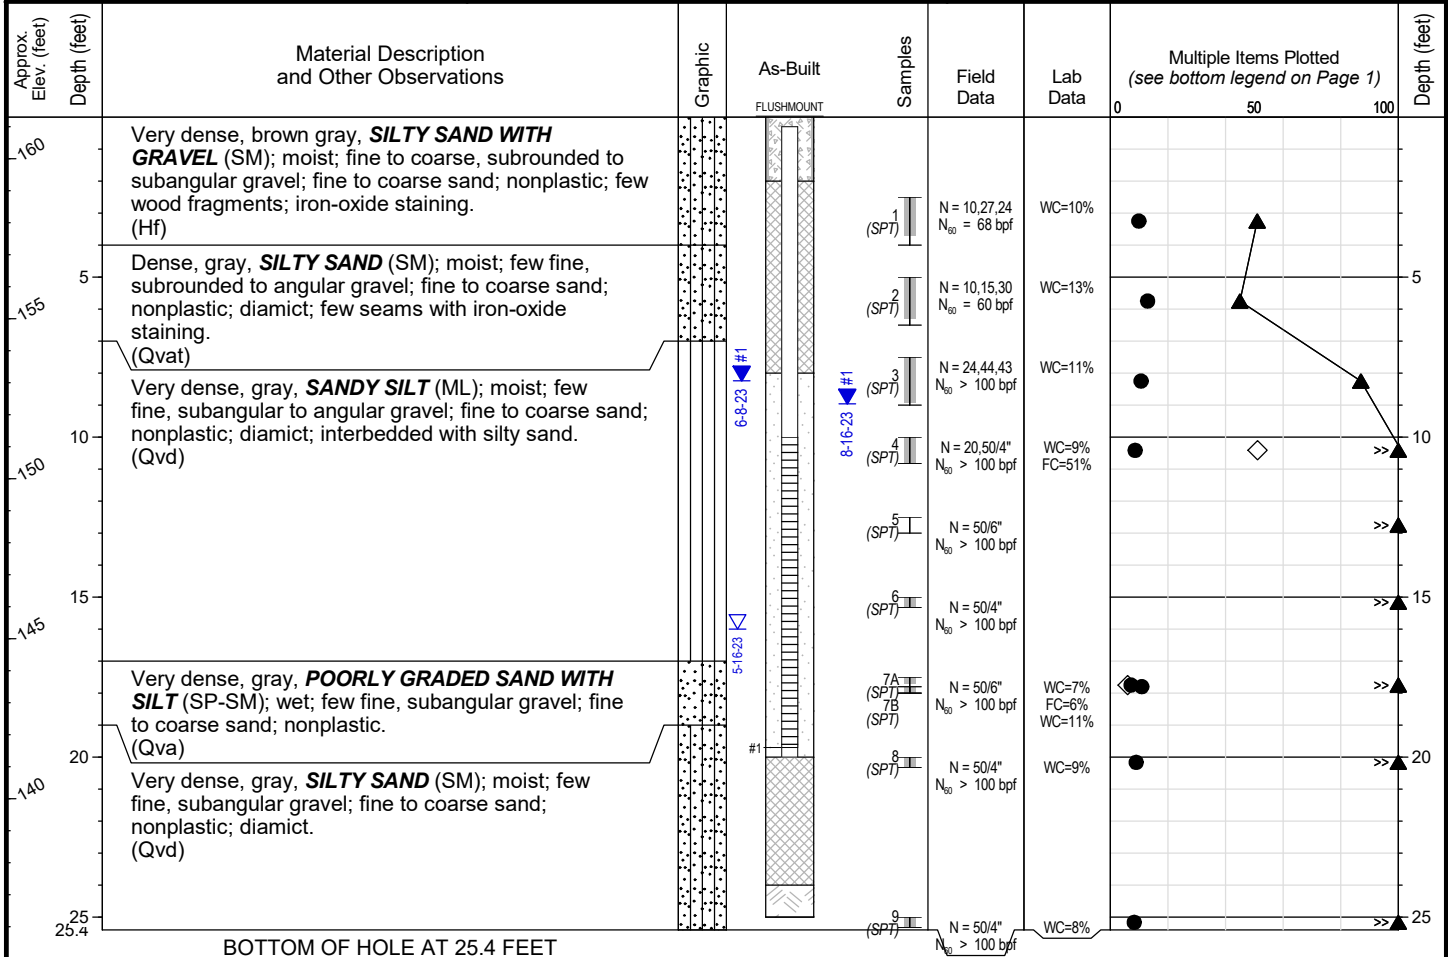 Approx.
Elev. (feet)
Depth (feet)
Material Description
and Other Observations
Graphic
As-Built
FLUSHMOUNT
Samples
Field
Data
Lab
Data
Multiple Items Plotted
(see bottom legend on Page 1)
0 50 100
Depth (feet)
160
Very dense, brown gray, SILTY SAND WITH
GRAVEL (SM); moist; fine to coarse, subrounded to
subangular gravel; fine to coarse sand; nonplastic; few
wood fragments; iron-oxide staining.
(Hf)
1
(SPT)
N = 10,27,24
N60 = 68 bpf
WC=10%
Dense, gray, SILTY SAND (SM); moist; few fine,
subrounded to angular gravel; fine to coarse sand;
nonplastic; diamict; few seams with iron-oxide
staining.
(Qvat)
5
155
2
(SPT)
N = 10,15,30
N60 = 60 bpf
WC=13%
5
Very dense, gray, SANDY SILT (ML); moist; few
fine, subangular to angular gravel; fine to coarse sand;
nonplastic; diamict; interbedded with silty sand.
(Qvd)
6-8-23 #1
8-16-23 #1
3
(SPT)
N = 24,44,43
N60 > 100 bpf
WC=11%
10
150
4
(SPT)
N = 20,50/4"
N60 > 100 bpf
WC=9%
FC=51%
>>
10
5
(SPT)
N = 50/6"
N60 > 100 bpf
>>
15
145
5-16-23
6
(SPT)
N = 50/4"
N60 > 100 bpf
>>
15
Very dense, gray, POORLY GRADED SAND WITH
SILT (SP-SM); wet; few fine, subangular gravel; fine
to coarse sand; nonplastic.
(Qva)
#1
7A
(SPT)
7B
(SPT)
N = 50/6"
N60 > 100 bpf
WC=7%
FC=6%
WC=11%
>>
20
140
Very dense, gray, SILTY SAND (SM); moist; few
fine, subangular gravel; fine to coarse sand;
nonplastic; diamict.
(Qvd)
8
(SPT)
N = 50/4"
N60 > 100 bpf
WC=9%
>>
20
25
25.4
9
(SPT)
N = 50/4"
N60 > 100 bpf
WC=8%
>>
25
BOTTOM OF HOLE AT 25.4 FEET